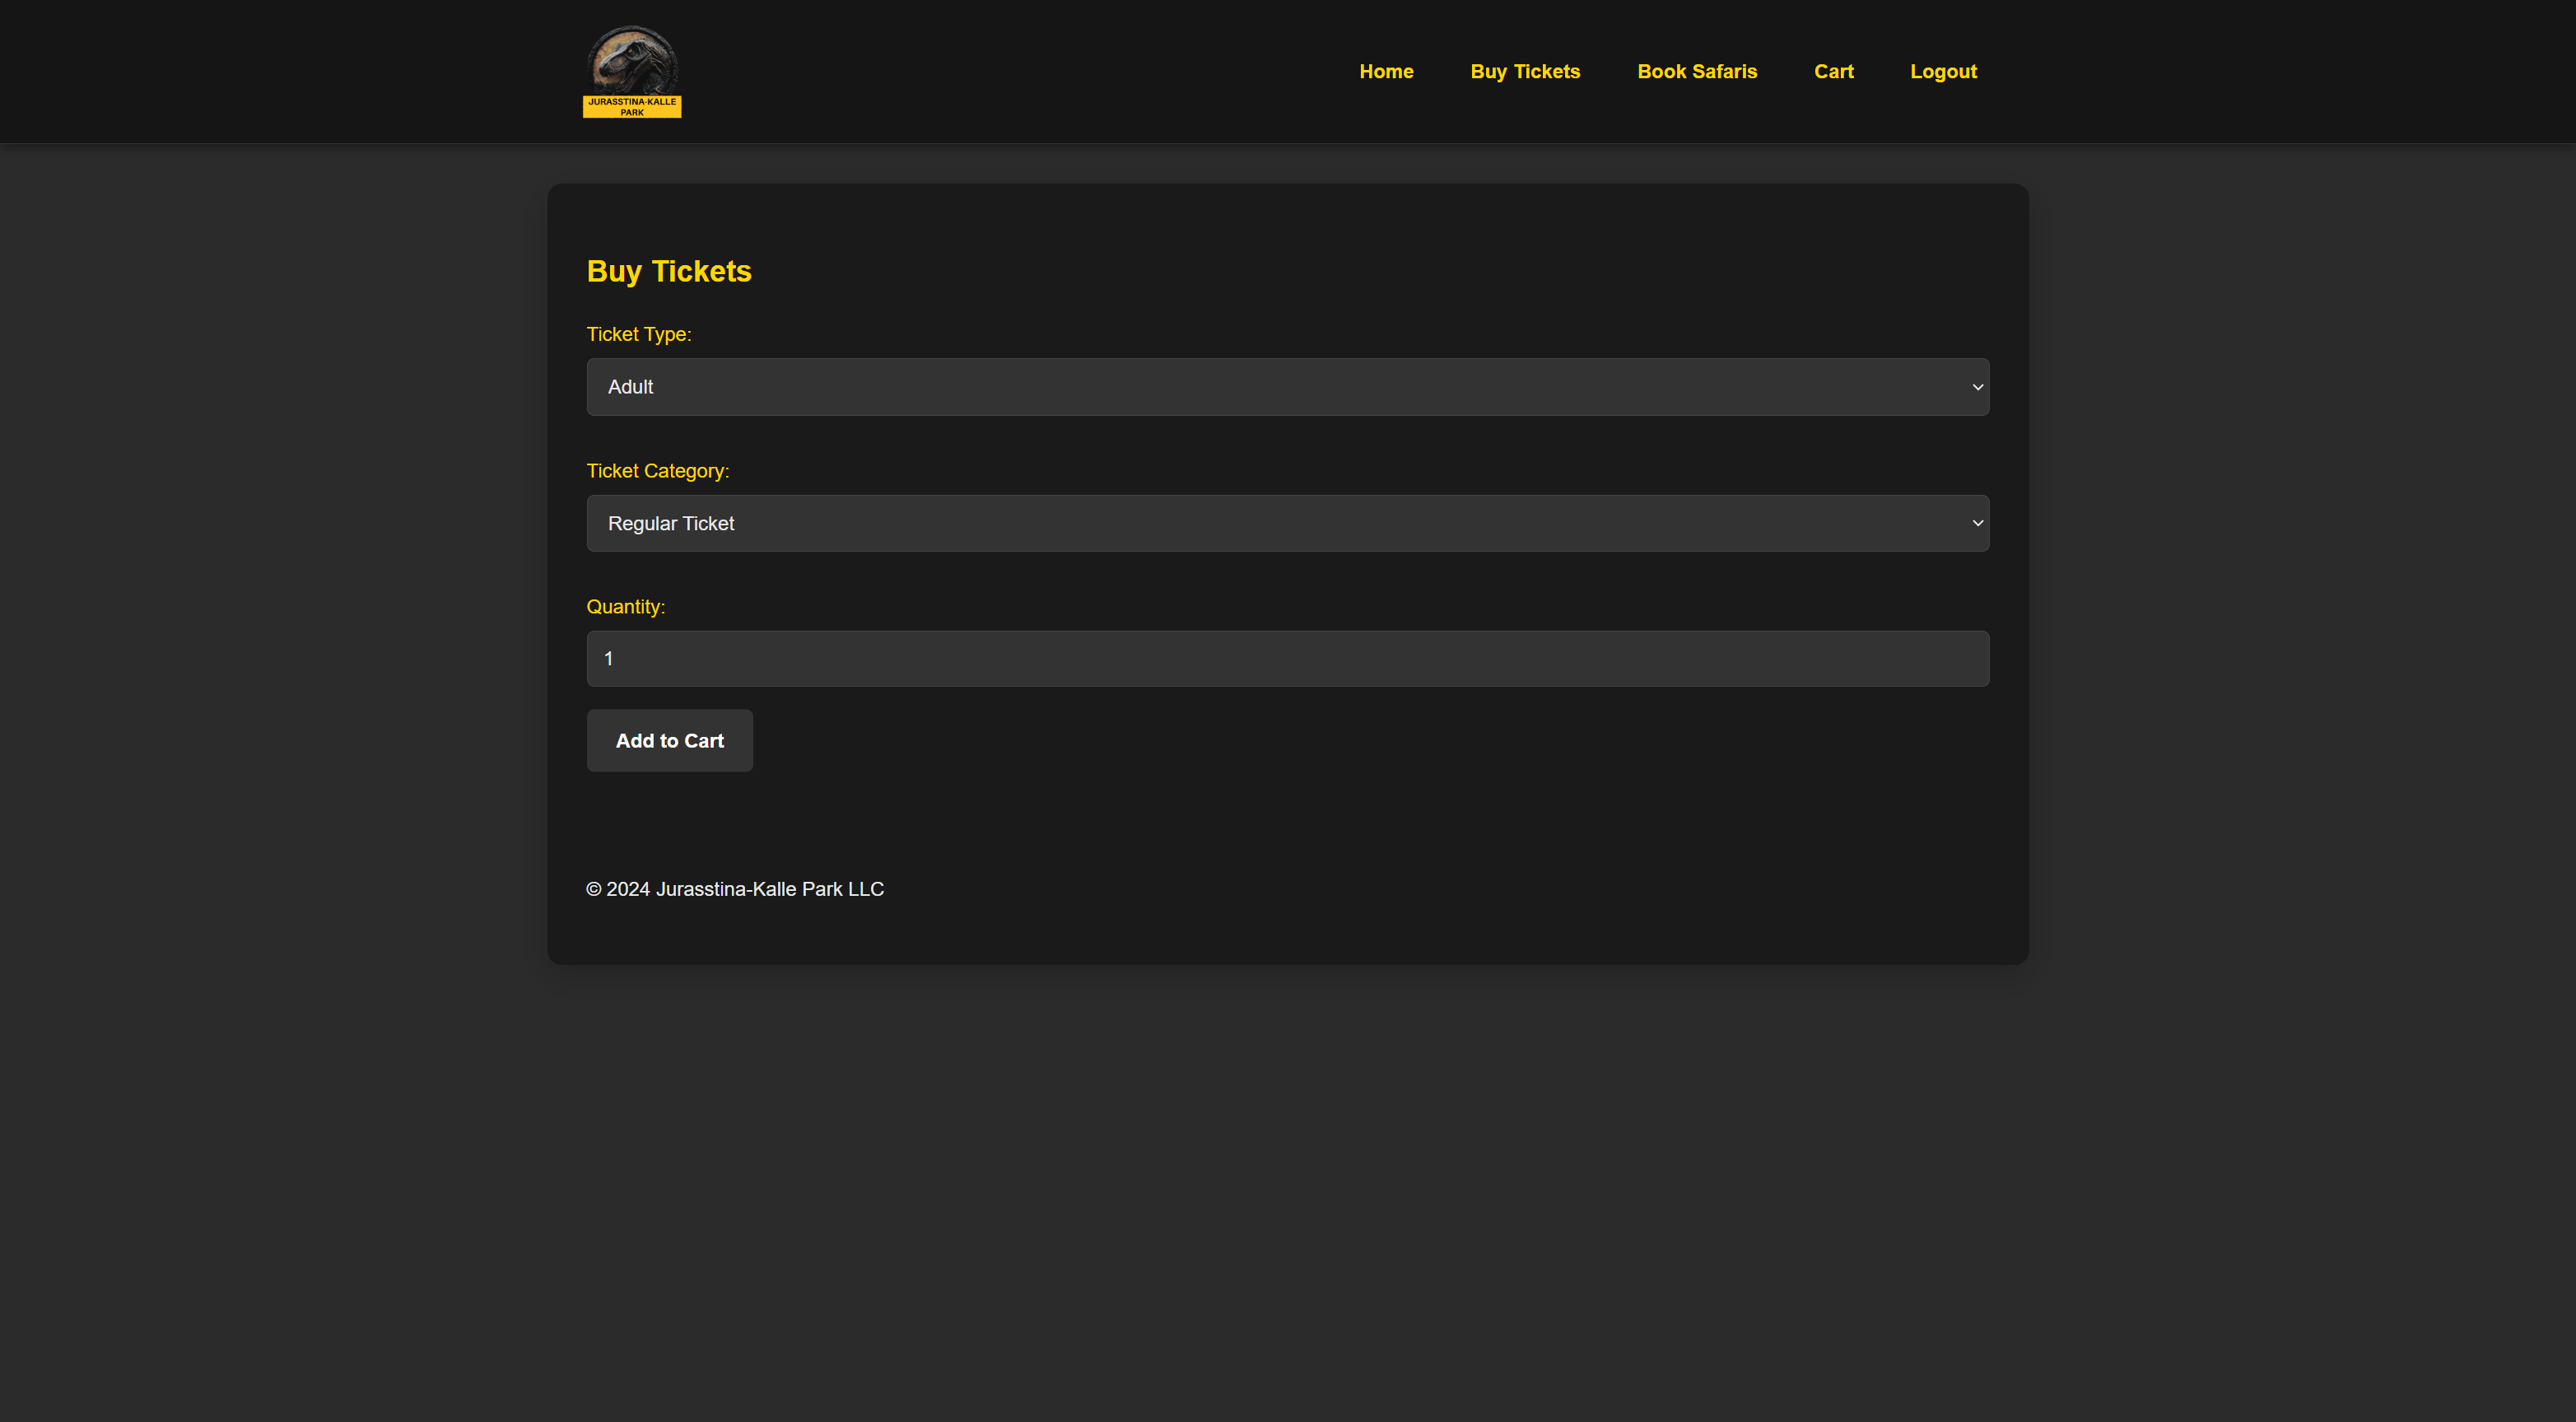 JURASSTINA-KALLE
PARK
Home
Buy Tickets
Book Safaris
Cart
Logout
Buy Tickets
Ticket Type:
Adult
Ticket Category:
Regular Ticket
Quantity:
1
Add to Cart
© 2024 Jurasstina-Kalle Park LLC